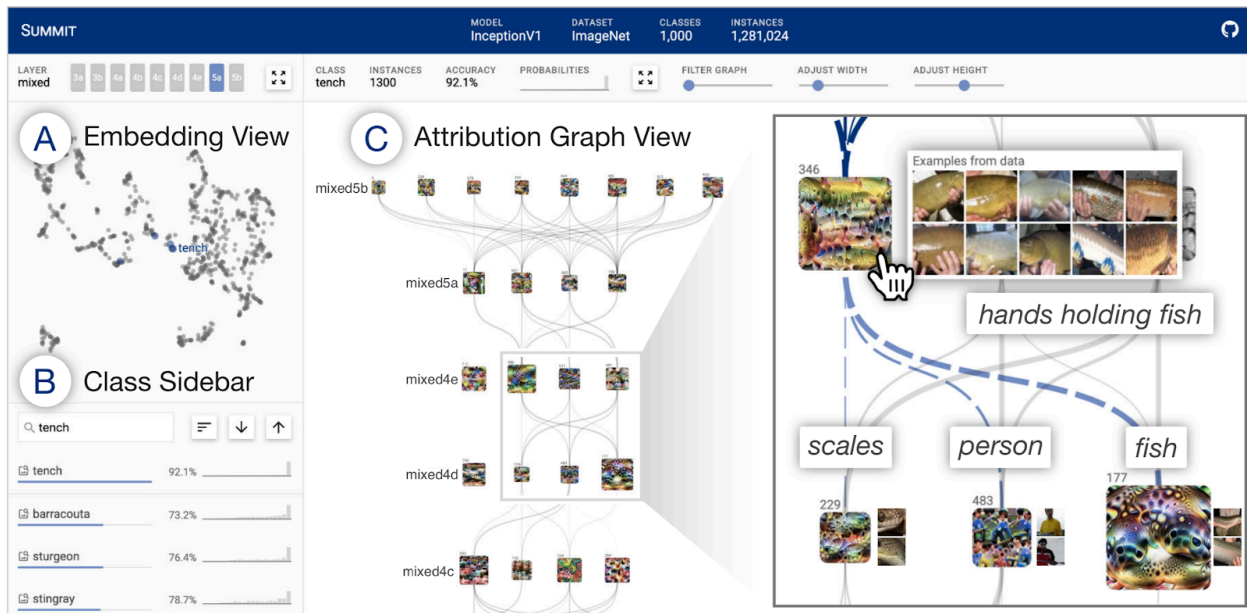 SUMMIT
MODEL
InceptionV1
DATASET
ImageNet
CLASSES
1,000
INSTANCES
1,281,024
LAYER
mixed
3a 3b 4a 4b 4c 4d 4e 5a 5b
CLASS
tench
INSTANCES
1300
ACCURACY
92.1%
PROBABILITIES
FILTER GRAPH
ADJUST WIDTH
ADJUST HEIGHT
A Embedding View
tench
B Class Sidebar
tench
tench 92.1%
barracouta 73.2%
sturgeon 76.4%
stingray 78.7%
C Attribution Graph View
mixed5b
mixed5a
mixed4e
mixed4d
mixed4c
346
Examples from data
hands holding fish
scales
person
fish
229
483
177